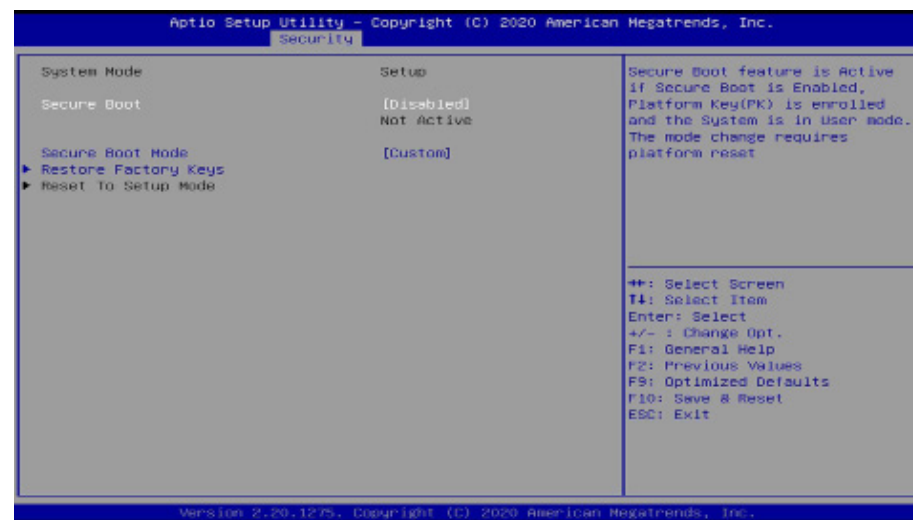 Aptio Setup Utility – Copyright (C) 2020 American Megatrends, Inc.
Security
System Mode Setup
Secure Boot [Disabled]
Not Active
Secure Boot Mode [Custom]
Restore Factory Keys
Reset To Setup Mode
Secure Boot feature is Active
if Secure Boot is Enabled,
Platform Key(PK) is enrolled
and the System is in User mode.
The mode change requires
platform reset
→←: Select Screen
↑↓: Select Item
Enter: Select
+/- : Change Opt.
F1: General Help
F2: Previous Values
F9: Optimized Defaults
F10: Save & Reset
ESC: Exit
Version 2.20.1275. Copyright (C) 2020 American Megatrends, Inc.